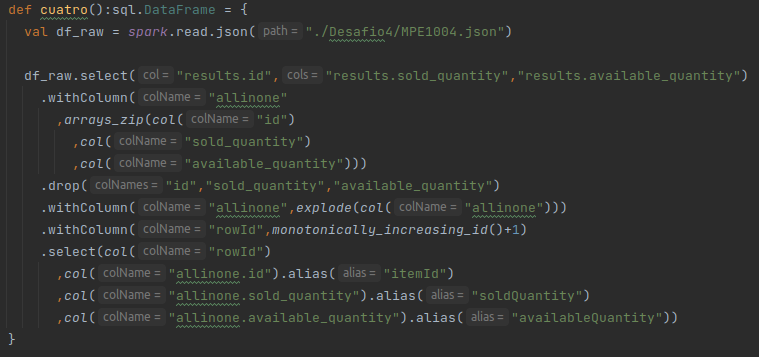 def cuatro():sql.DataFrame = {
val df_raw = spark.read.json( path = "./Desafio4/MPE1004.json")
df_raw.select( col = "results.id", cols = "results.sold_quantity","results.available_quantity")
.withColumn( colName = "allinone"
,arrays_zip(col( colName = "id")
,col( colName = "sold_quantity")
,col( colName = "available_quantity")))
.drop( colNames = "id","sold_quantity","available_quantity")
.withColumn( colName = "allinone",explode(col( colName = "allinone")))
.withColumn( colName = "rowId",monotonically_increasing_id()+1)
.select(col( colName = "rowId")
,col( colName = "allinone.id").alias( alias = "itemId")
,col( colName = "allinone.sold_quantity").alias( alias = "soldQuantity")
,col( colName = "allinone.available_quantity").alias( alias = "availableQuantity"))
}